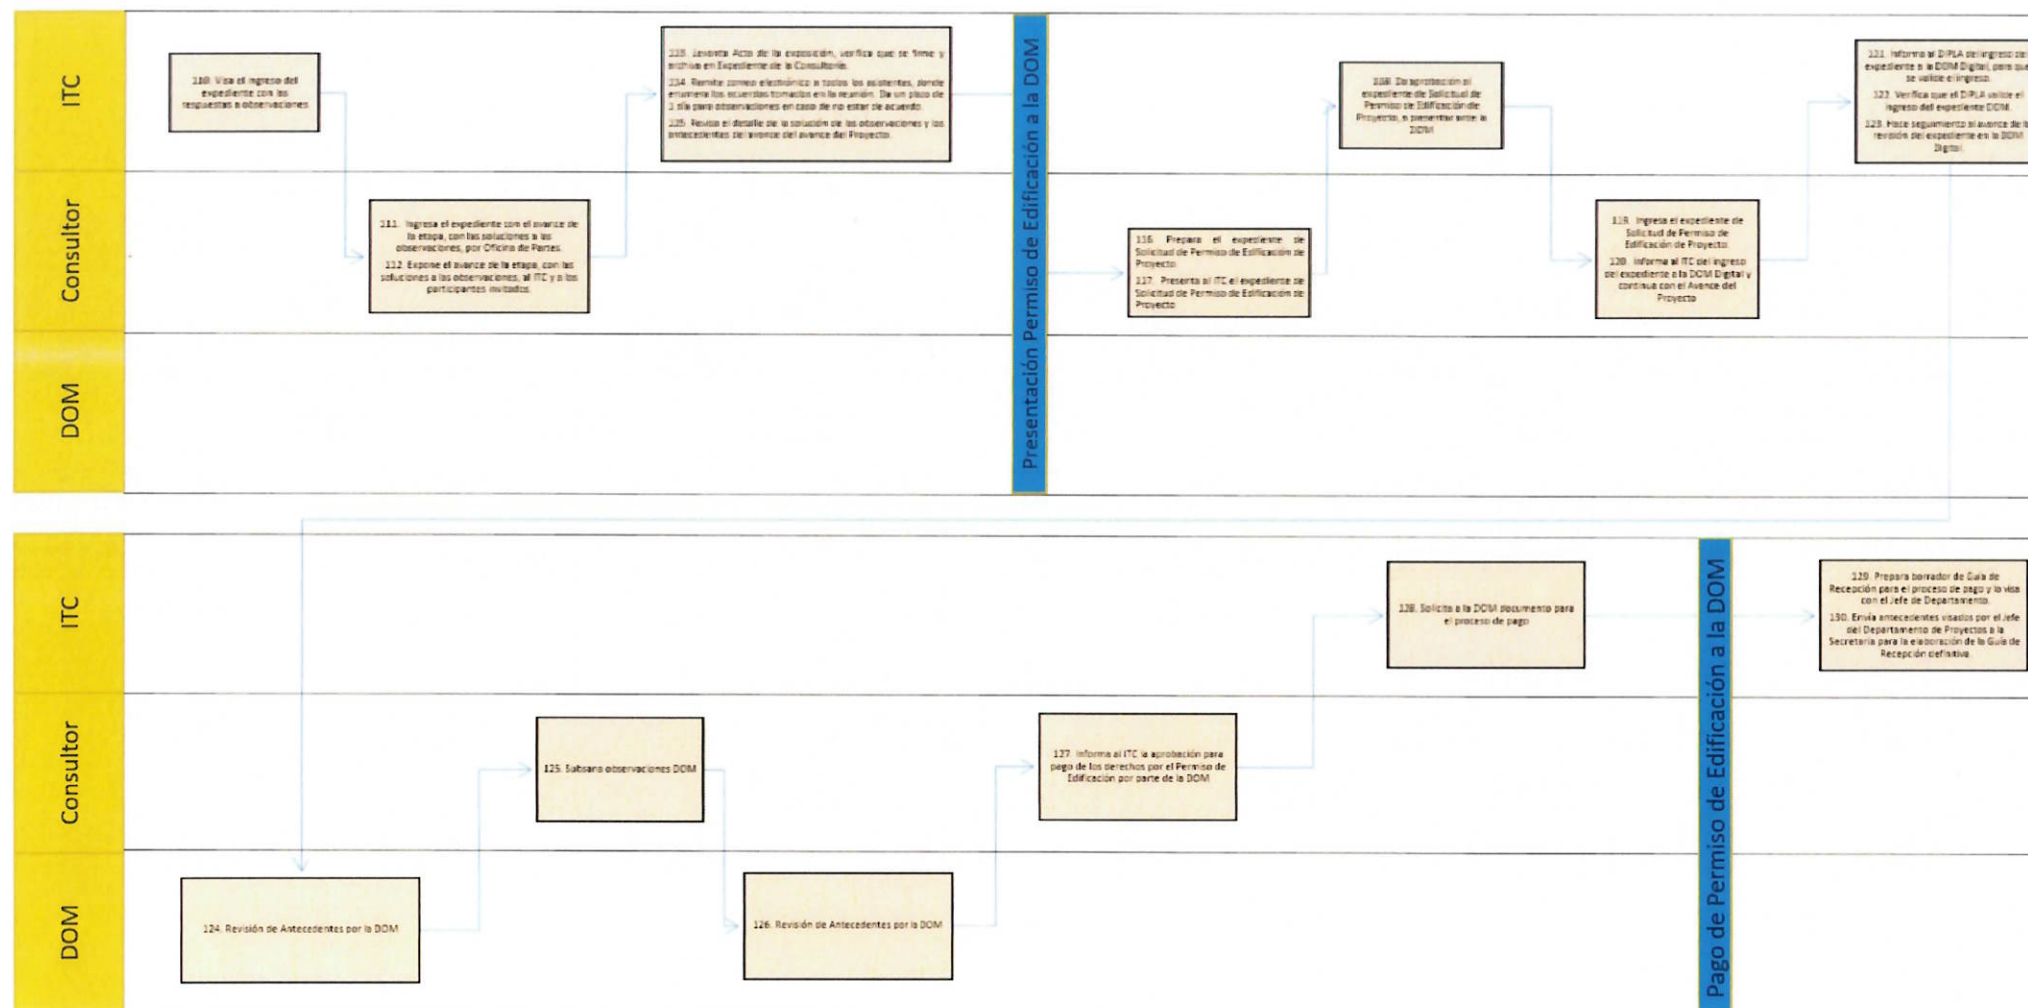 ITC
110. Visa el ingreso del
expediente con las
respuestas a observaciones
113. Levanta Acta de la exposición, verifica que se firme y
archiva en Expediente de la Consultoría.
114. Remite correo electrónico a todos los asistentes, donde
enumera los acuerdos tomados en la reunión. Da un plazo de
1 día para observaciones en caso de no estar de acuerdo.
115. Revisa el detalle de la solución de las observaciones y los
antecedentes del avance del avance del Proyecto.
Consultor
111. Ingresa el expediente con el avance de
la etapa, con las soluciones a las
observaciones, por Oficina de Partes.
112. Expone el avance de la etapa, con las
soluciones a las observaciones, al ITC y a los
participantes invitados.
DOM
Presentación Permiso de Edificación a la DOM
116. Prepara el expediente de
Solicitud de Permiso de Edificación de
Proyecto.
117. Presenta al ITC el expediente de
Solicitud de Permiso de Edificación de
Proyecto
118. Da aprobación al
expediente de Solicitud de
Permiso de Edificación de
Proyecto, a presentar ante la
DOM
119. Ingresa el expediente de
Solicitud de Permiso de
Edificación de Proyecto.
120. Informa al ITC del ingreso
del expediente a la DOM Digital y
continua con el Avance del
Proyecto
121. Informa al DIPLA del ingreso del
expediente a la DOM Digital, para que
se valide el ingreso.
122. Verifica que el DIPLA valide el
ingreso del expediente DOM.
123. Hace seguimiento al avance de la
revisión del expediente en la DOM
Digital.
ITC
128. Solicita a la DOM documento para
el proceso de pago
Consultor
125. Subsana observaciones DOM
127. Informa al ITC la aprobación para
pago de los derechos por el Permiso de
Edificación por parte de la DOM
DOM
124. Revisión de Antecedentes por la DOM
126. Revisión de Antecedentes por la DOM
Pago de Permiso de Edificación a la DOM
129. Prepara borrador de Guía de
Recepción para el proceso de pago y lo visa
con el Jefe de Departamento.
130. Envía antecedentes visados por el Jefe
del Departamento de Proyectos a la
Secretaría para la elaboración de la Guía de
Recepción definitiva.